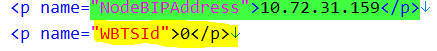 <p name="NodeBIPAddress">10.72.31.159</p>↓
<p name="WBTSId">0</p>↓